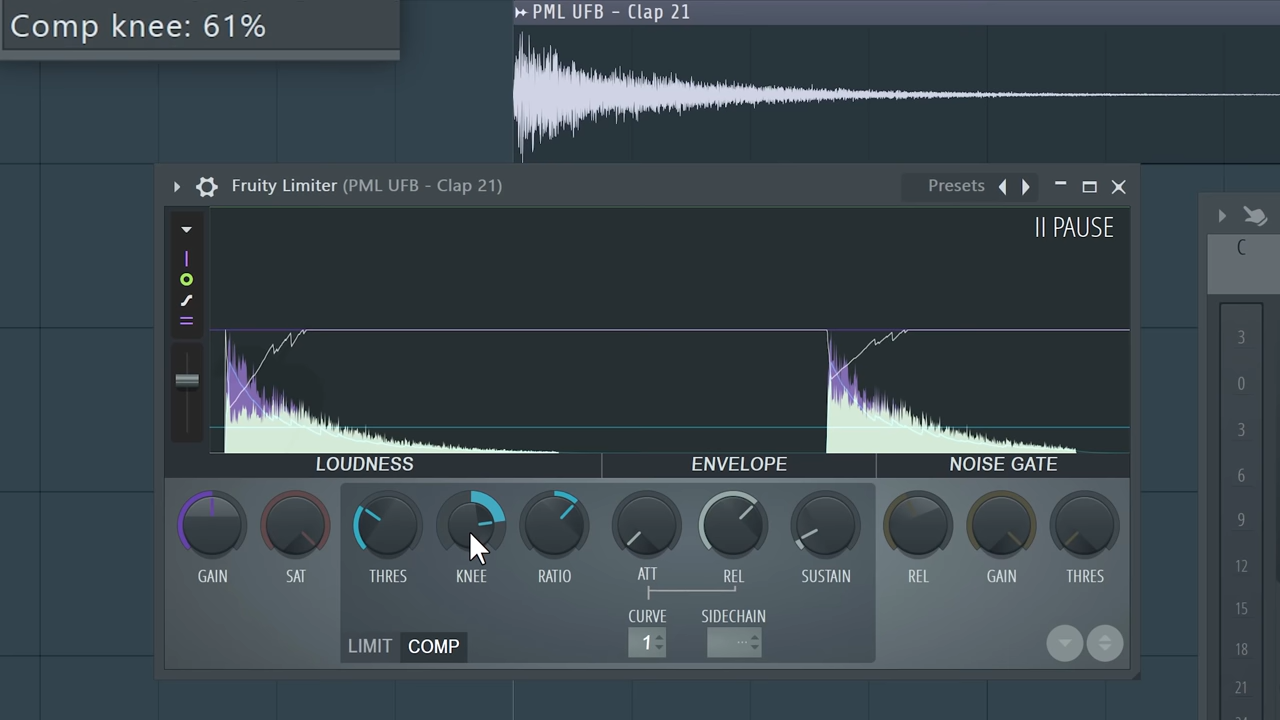 Comp knee: 61%
PML UFB - Clap 21
Fruity Limiter (PML UFB - Clap 21)
Presets
II PAUSE
C
LOUDNESS
ENVELOPE
NOISE GATE
GAIN
SAT
THRES
KNEE
RATIO
ATT
REL
SUSTAIN
REL
GAIN
THRES
CURVE
SIDECHAIN
1
---
LIMIT
COMP
3
0
3
6
9
12
15
18
21